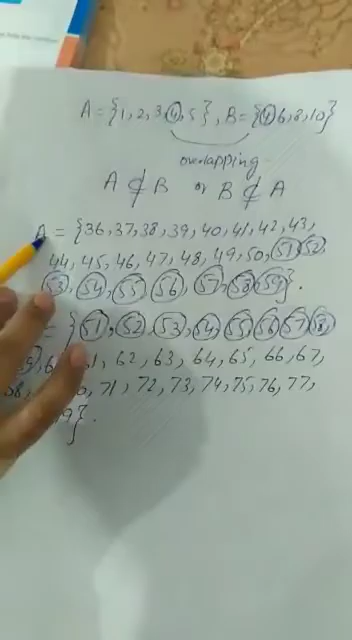 A = {1, 2, 3, 4, 5}, B = {4, 6, 8, 10}
overlapping
A ⊄ B or B ⊄ A
A = {36, 37, 38, 39, 40, 41, 42, 43,
44, 45, 46, 47, 48, 49, 50, 51, 52,
53, 54, 55, 56, 57, 58, 59}.
= {51, 52, 53, 54, 55, 56, 57, 58,
62, 63, 64, 65, 66, 67,
71, 72, 73, 74, 75, 76, 77,
}.